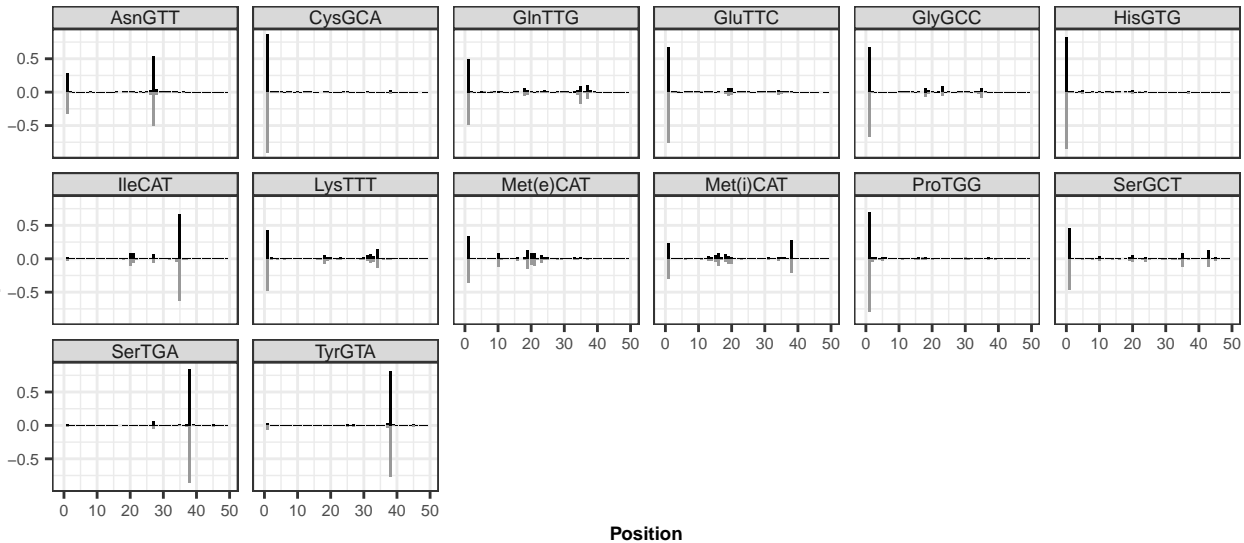 AsnGTT CysGCA GlnTTG GluTTC GlyGCC HisGTG
0.5
0.0
−0.5
IleCAT LysTTT Met(e)CAT Met(i)CAT ProTGG SerGCT
0.5
0.0
−0.5
0 10 20 30 40 50 0 10 20 30 40 50 0 10 20 30 40 50 0 10 20 30 40 50
SerTGA TyrGTA
0.5
0.0
−0.5
0 10 20 30 40 50 0 10 20 30 40 50
Position